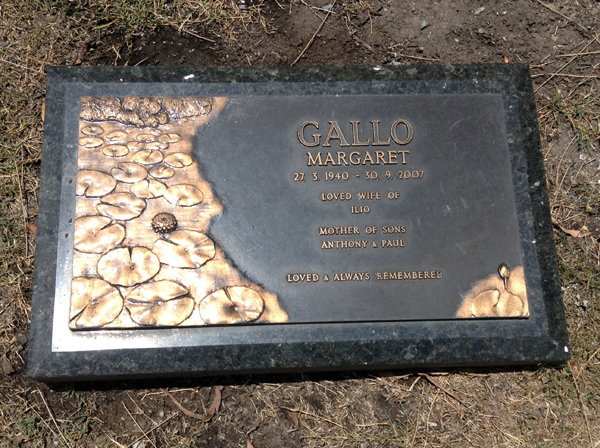 GALLO
MARGARET
27. 3. 1940 - 30. 9. 2007
LOVED WIFE OF
ILIO
MOTHER OF SONS
ANTHONY & PAUL
LOVED & ALWAYS REMEMBERED